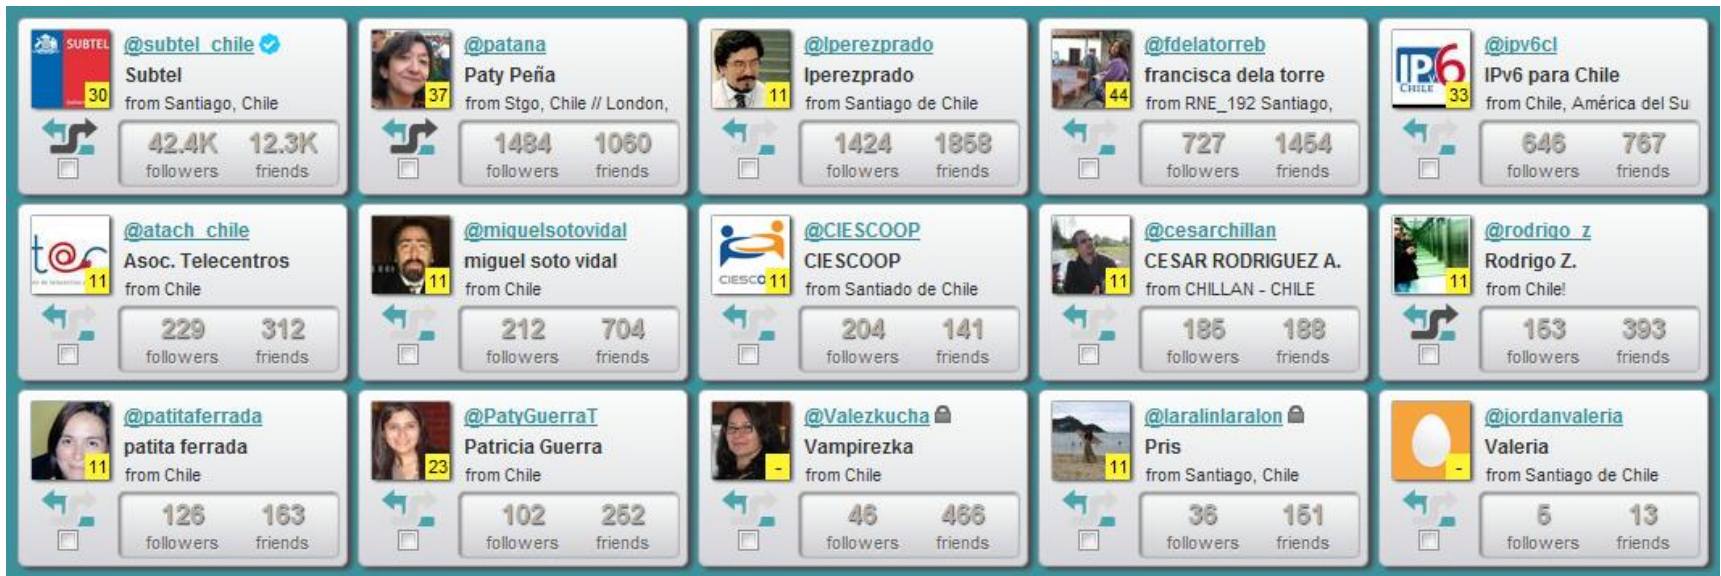 SUBTEL
30
@subtel_chile
Subtel
from Santiago, Chile
42.4K 12.3K
followers friends
37
@patana
Paty Peña
from Stgo, Chile // London,
1484 1060
followers friends
11
@lperezprado
lperezprado
from Santiago de Chile
1424 1858
followers friends
44
@fdelatorreb
francisca dela torre
from RNE_192 Santiago,
727 1454
followers friends
IPv6
CHILE
33
@ipv6cl
IPv6 para Chile
from Chile, América del Su
646 767
followers friends
t@c
11
@atach_chile
Asoc. Telecentros
from Chile
229 312
followers friends
11
@miguelsotovidal
miguel soto vidal
from Chile
212 704
followers friends
CIESCO
11
@CIESCOOP
CIESCOOP
from Santiado de Chile
204 141
followers friends
11
@cesarchillan
CESAR RODRIGUEZ A.
from CHILLAN - CHILE
185 188
followers friends
11
@rodrigo_z
Rodrigo Z.
from Chile!
153 393
followers friends
11
@patitaferrada
patita ferrada
from Chile
126 163
followers friends
23
@PatyGuerraT
Patricia Guerra
from Chile
102 252
followers friends
-
@Valezkucha
Vampirezka
from Chile
46 466
followers friends
11
@laralinlaralon
Pris
from Santiago, Chile
36 151
followers friends
-
@jordanvaleria
Valeria
from Santiago de Chile
5 13
followers friends